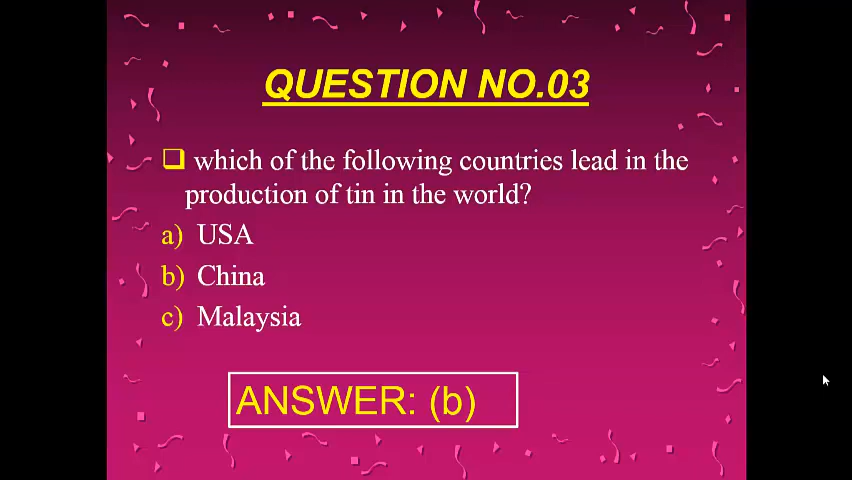 QUESTION NO.03
which of the following countries lead in the
production of tin in the world?
a) USA
b) China
c) Malaysia
ANSWER: (b)